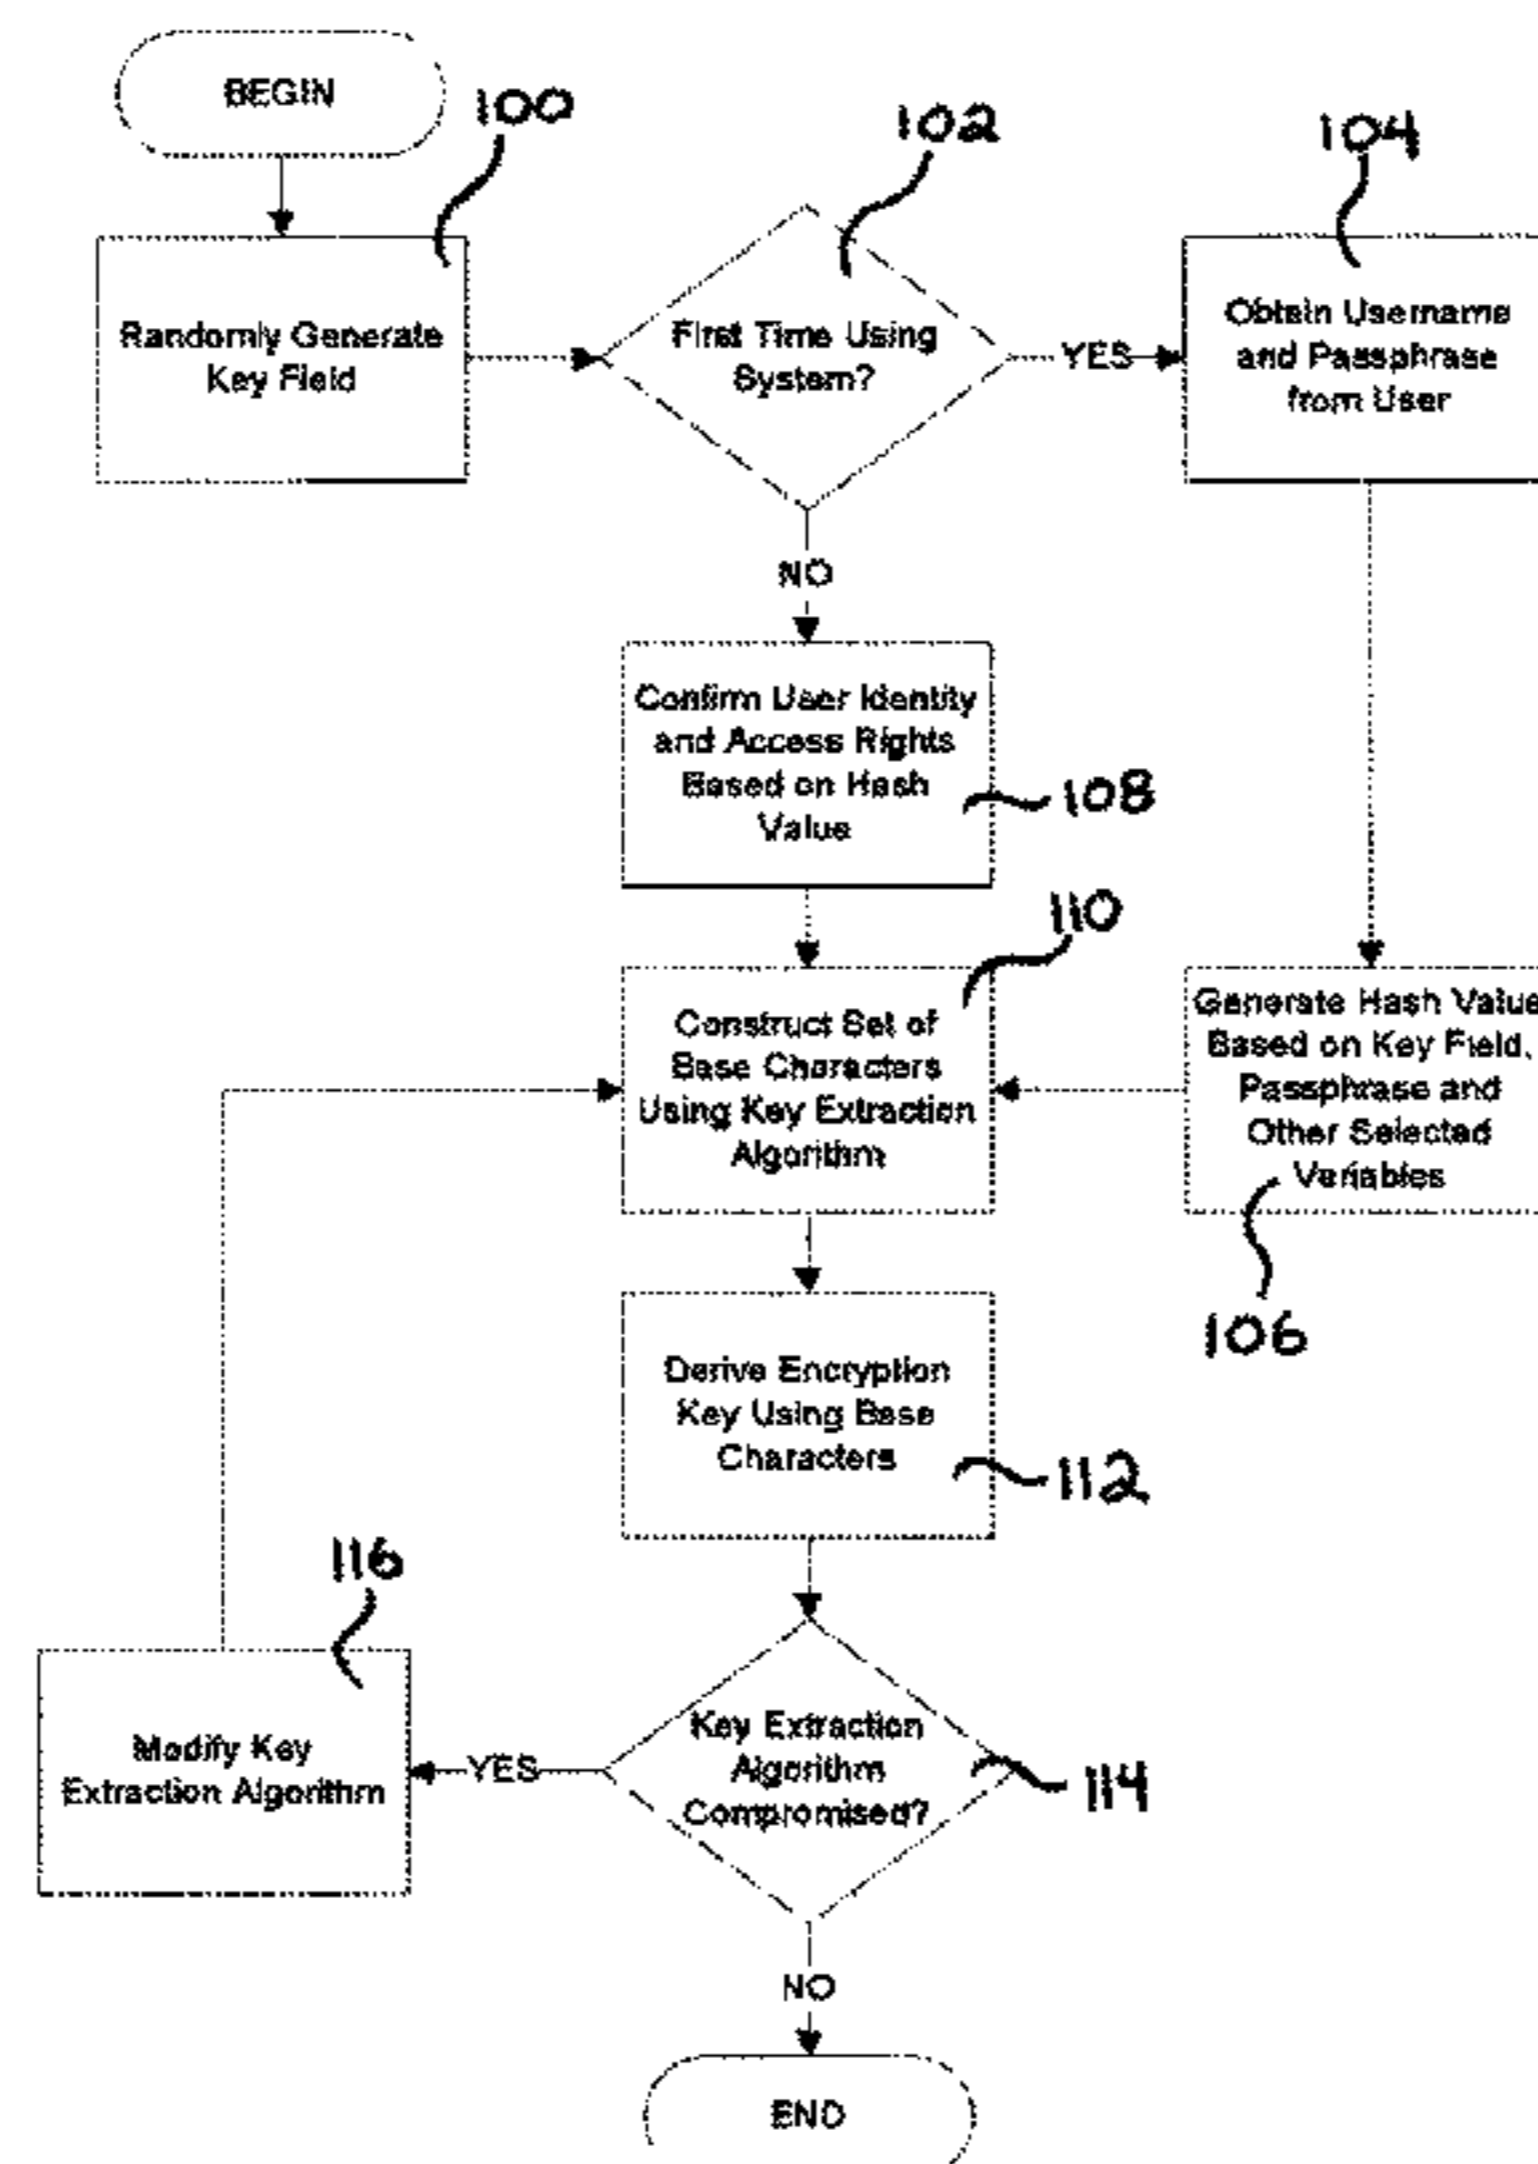 BEGIN
100
102
104
Randomly Generate
Key Field
First Time Using
System?
YES
Obtain Username
and Passphrase
from User
NO
Confirm User Identity
and Access Rights
Based on Hash
Value
108
110
Construct Set of
Base Characters
Using Key Extraction
Algorithm
Generate Hash Value
Based on Key Field,
Passphrase and
Other Selected
Variables
106
Derive Encryption
Key Using Base
Characters
112
116
Modify Key
Extraction Algorithm
YES
Key Extraction
Algorithm
Compromised?
114
NO
END